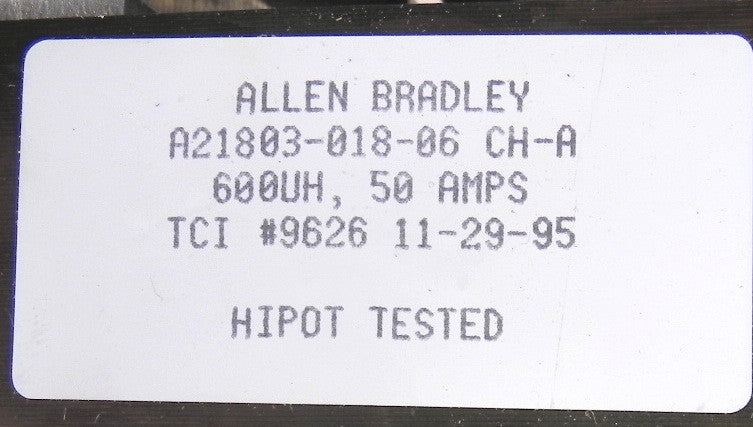 ALLEN BRADLEY
A21803-018-06 CH-A
600UH, 50 AMPS
TCI #9626 11-29-95
HIPOT TESTED